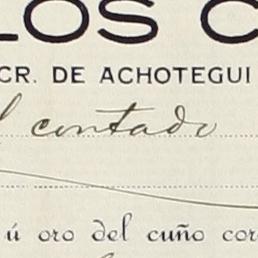 LOS C
CR. DE ACHOTEGUI
al contado
ú oro del cuño cor